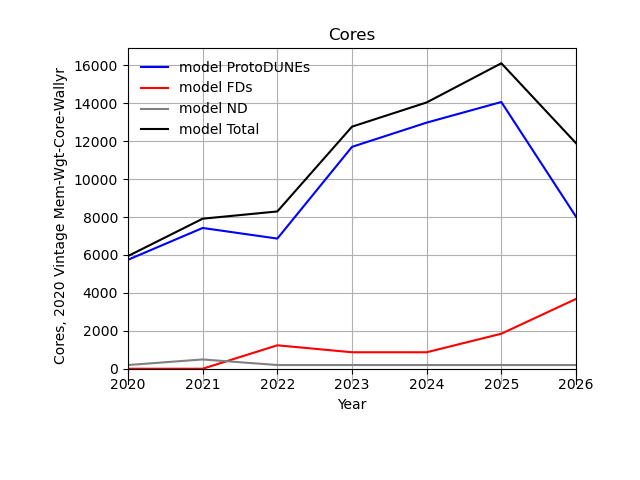 Cores
Cores, 2020 Vintage Mem-Wgt-Core-Wallyr
16000
14000
12000
10000
8000
6000
4000
2000
0
model ProtoDUNEs
model FDs
model ND
model Total
2020 2021 2022 2023 2024 2025 2026
Year